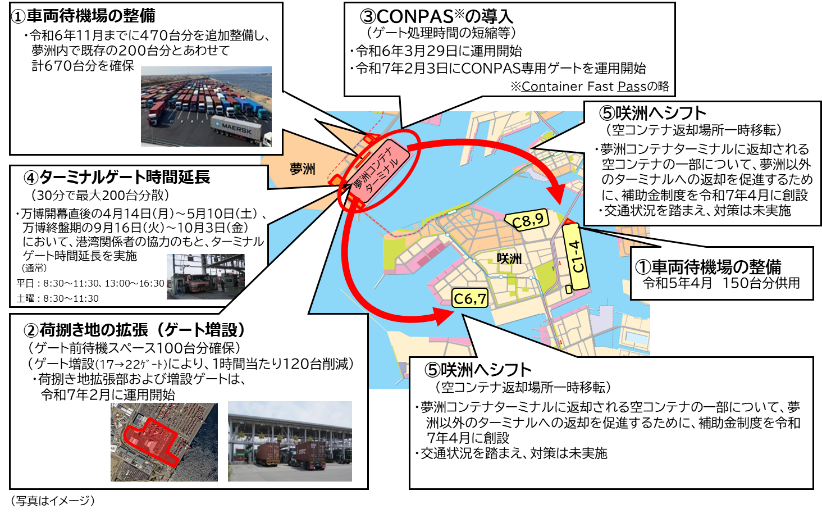 ①車両待機場の整備
・令和6年11月までに470台分を追加整備し、
夢洲内で既存の200台分とあわせて
計670台分を確保
MAERSK
③CONPAS※の導入
（ゲート処理時間の短縮等）
・令和6年3月29日に運用開始
・令和7年2月3日にCONPAS専用ゲートを運用開始
※Container Fast Passの略
⑤咲洲へシフト
（空コンテナ返却場所一時移転）
・夢洲コンテナターミナルに返却される
空コンテナの一部について、夢洲以外
のターミナルへの返却を促進するため
に、補助金制度を令和7年4月に創設
・交通状況を踏まえ、対策は未実施
④ターミナルゲート時間延長
（30分で最大200台分散）
・万博開幕直後の4月14日(月)～5月10日(土)、
万博終盤期の9月16日(火)～10月3日(金)
において、港湾関係者の協力のもと、ターミナル
ゲート時間延長を実施
(通常)
平日：8:30～11:30、13:00～16:30
土曜：8:30～11:30
夢洲
夢洲コンテナ
ターミナル
C8,9
咲洲
C1-4
C6,7
①車両待機場の整備
令和5年4月　150台分供用
②荷捌き地の拡張（ゲート増設）
（ゲート前待機スペース100台分確保）
（ゲート増設(17→22ｹﾞｰﾄ)により、1時間当たり120台削減）
・荷捌き地拡張部および増設ゲートは、
令和7年2月に運用開始
⑤咲洲へシフト
（空コンテナ返却場所一時移転）
・夢洲コンテナターミナルに返却される空コンテナの一部について、夢
洲以外のターミナルへの返却を促進するために、補助金制度を令和
7年4月に創設
・交通状況を踏まえ、対策は未実施
（写真はイメージ）